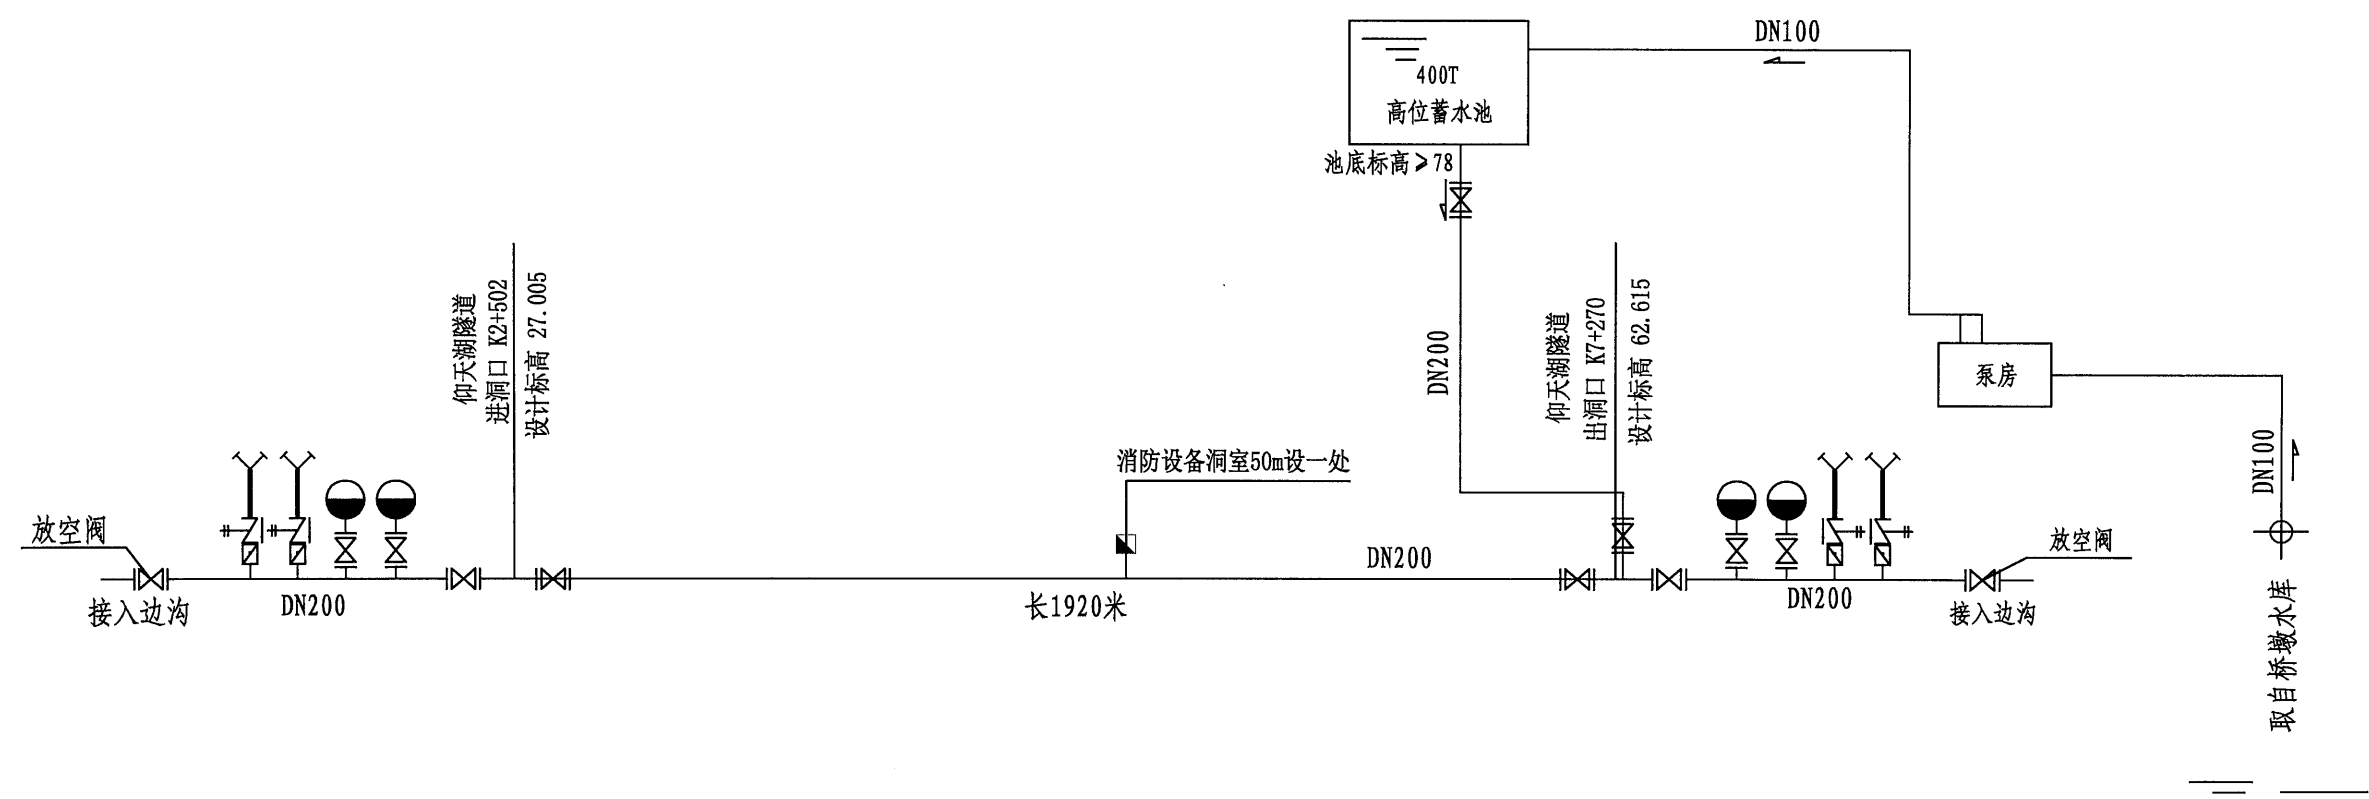 DN100
400T
高位蓄水池
池底标高≥78
仰天湖隧道
进洞口 K2+502
设计标高 27.005
DN200
仰天湖隧道
出洞口 K7+270
设计标高 62.615
泵房
DN100
消防设备洞室50m设一处
放空阀
放空阀
DN200
接入边沟
DN200
长1920米
DN200
接入边沟
取自桥墩水库